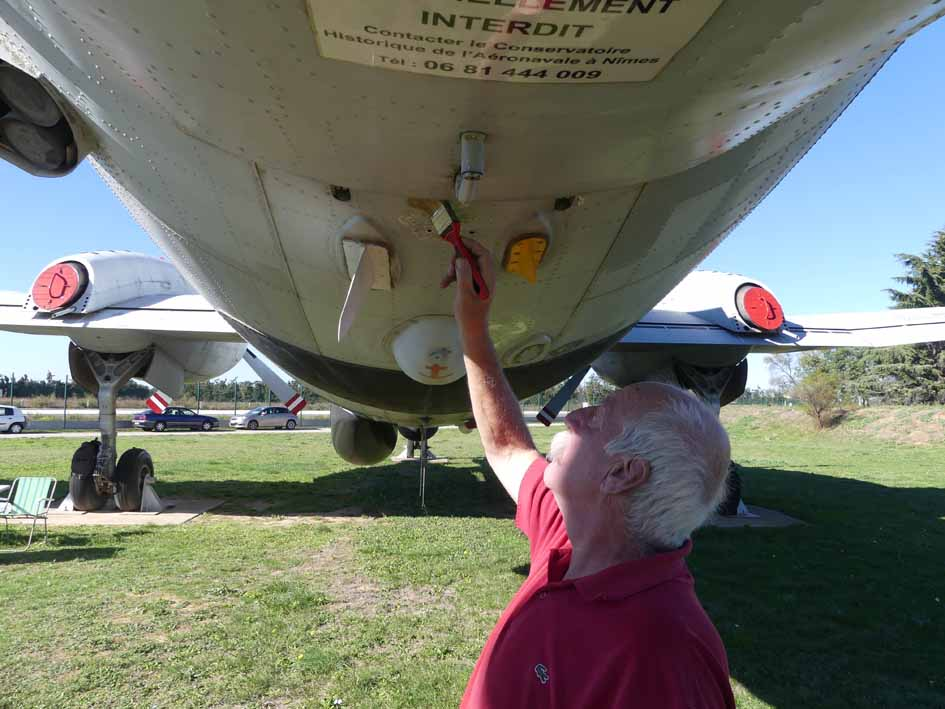 INTERDIT
Contacter le Conservatoire
Historique de l'Aéronavale à Nîmes
Tél : 06 81 444 009